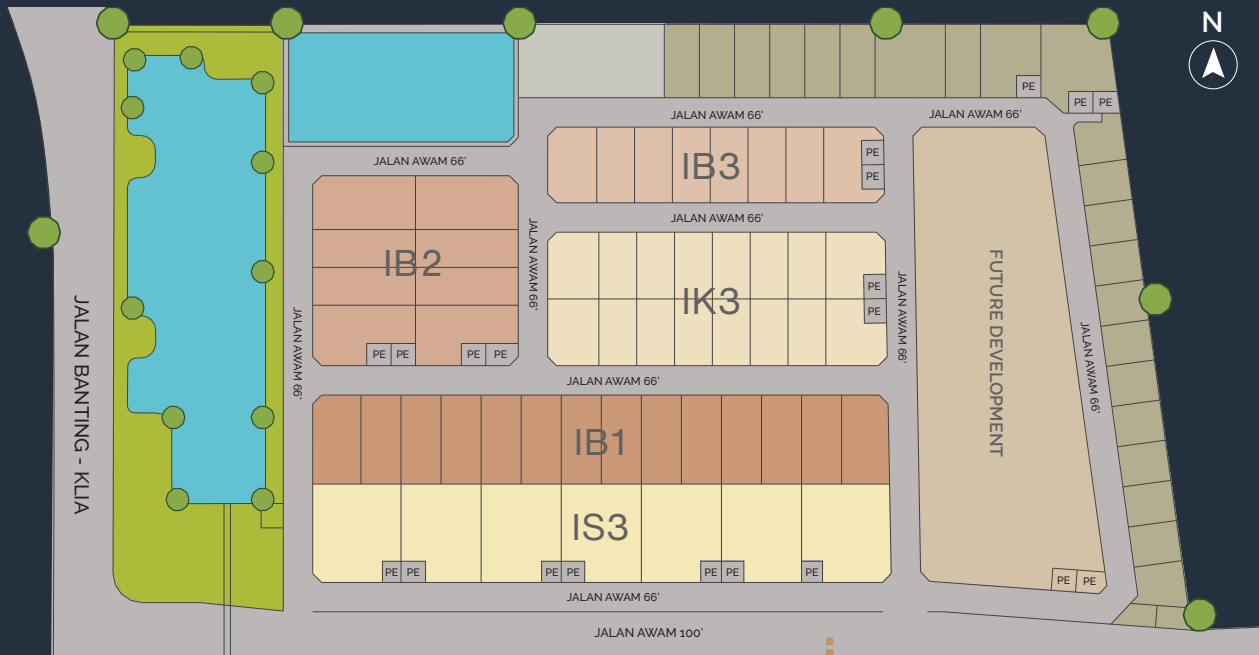 N
PE
PE PE
JALAN AWAM 66'
JALAN AWAM 66'
JALAN AWAM 66'
IB3
PE
PE
JALAN AWAM 66'
IB2
JALAN AWAM 66'
IK3
PE
PE
JALAN AWAM 66'
FUTURE DEVELOPMENT
JALAN AWAM 66'
JALAN BANTING - KLIA
JALAN AWAM 66'
PE PE
PE PE
JALAN AWAM 66'
IB1
IS3
PE PE
PE PE
PE PE
PE
PE PE
JALAN AWAM 66'
JALAN AWAM 100'